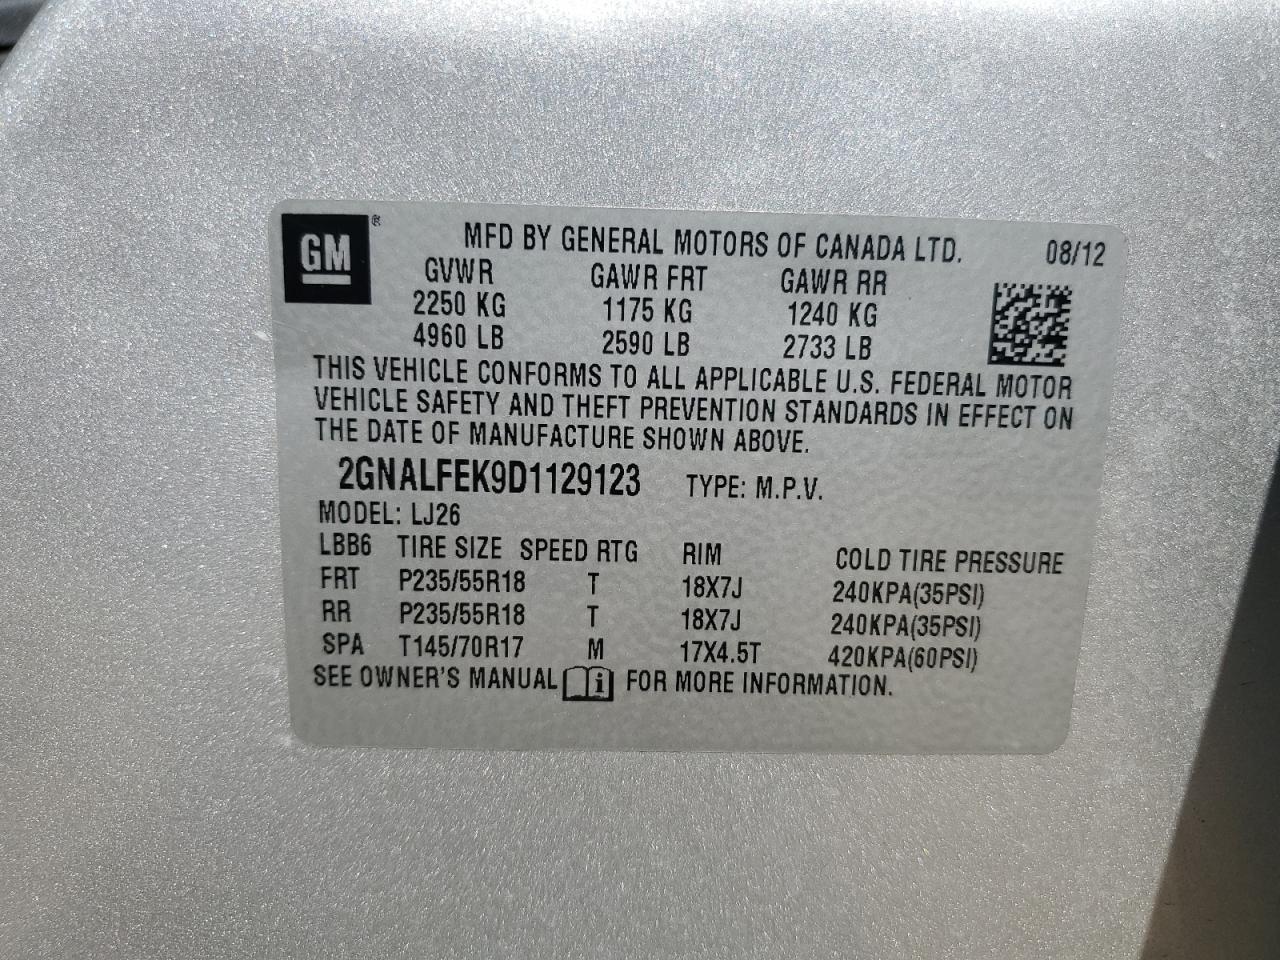 GM®
MFD BY GENERAL MOTORS OF CANADA LTD. 08/12
GVWR GAWR FRT GAWR RR
2250 KG 1175 KG 1240 KG
4960 LB 2590 LB 2733 LB
THIS VEHICLE CONFORMS TO ALL APPLICABLE U.S. FEDERAL MOTOR
VEHICLE SAFETY AND THEFT PREVENTION STANDARDS IN EFFECT ON
THE DATE OF MANUFACTURE SHOWN ABOVE.
2GNALFEK9D1129123 TYPE: M.P.V.
MODEL: LJ26
LBB6 TIRE SIZE SPEED RTG RIM COLD TIRE PRESSURE
FRT P235/55R18 T 18X7J 240KPA(35PSI)
RR P235/55R18 T 18X7J 240KPA(35PSI)
SPA T145/70R17 M 17X4.5T 420KPA(60PSI)
SEE OWNER'S MANUAL i FOR MORE INFORMATION.